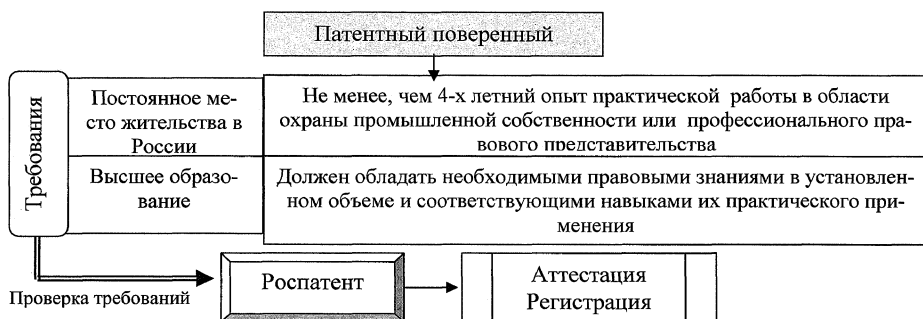 Патентный поверенный
Требования
Постоянное ме-
сто жительства в
России
Не менее, чем 4-х летний опыт практической работы в области
охраны промышленной собственности или профессионального пра-
вового представительства
Высшее образо-
вание
Должен обладать необходимыми правовыми знаниями в установлен-
ном объеме и соответствующими навыками их практического при-
менения
Проверка требований
Роспатент
Аттестация
Регистрация